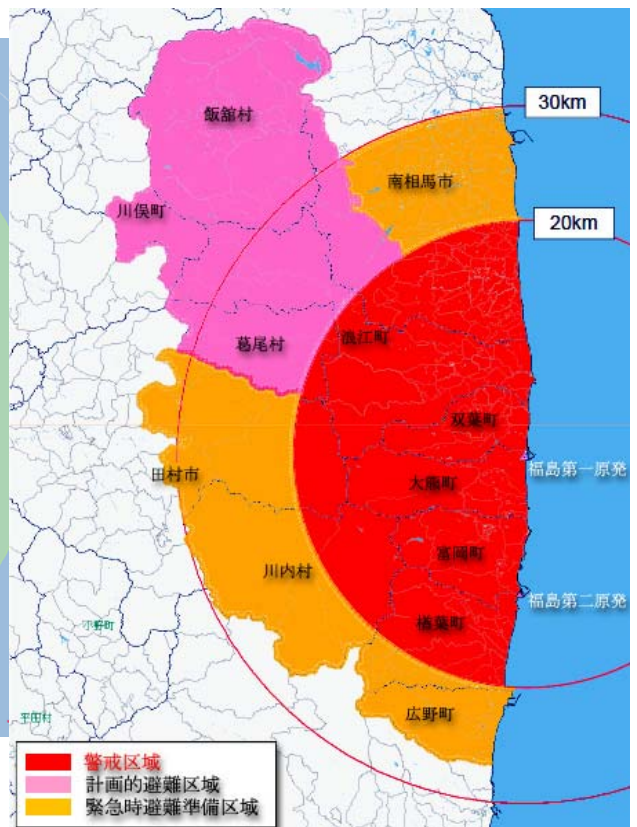 30km
飯舘村
南相馬市
川俣町
20km
浪江町
葛尾村
双葉町
田村市
福島第一原発
大熊町
富岡町
川内村
福島第二原発
楢葉町
小野町
広野町
平田村
警戒区域
計画的避難区域
緊急時避難準備区域